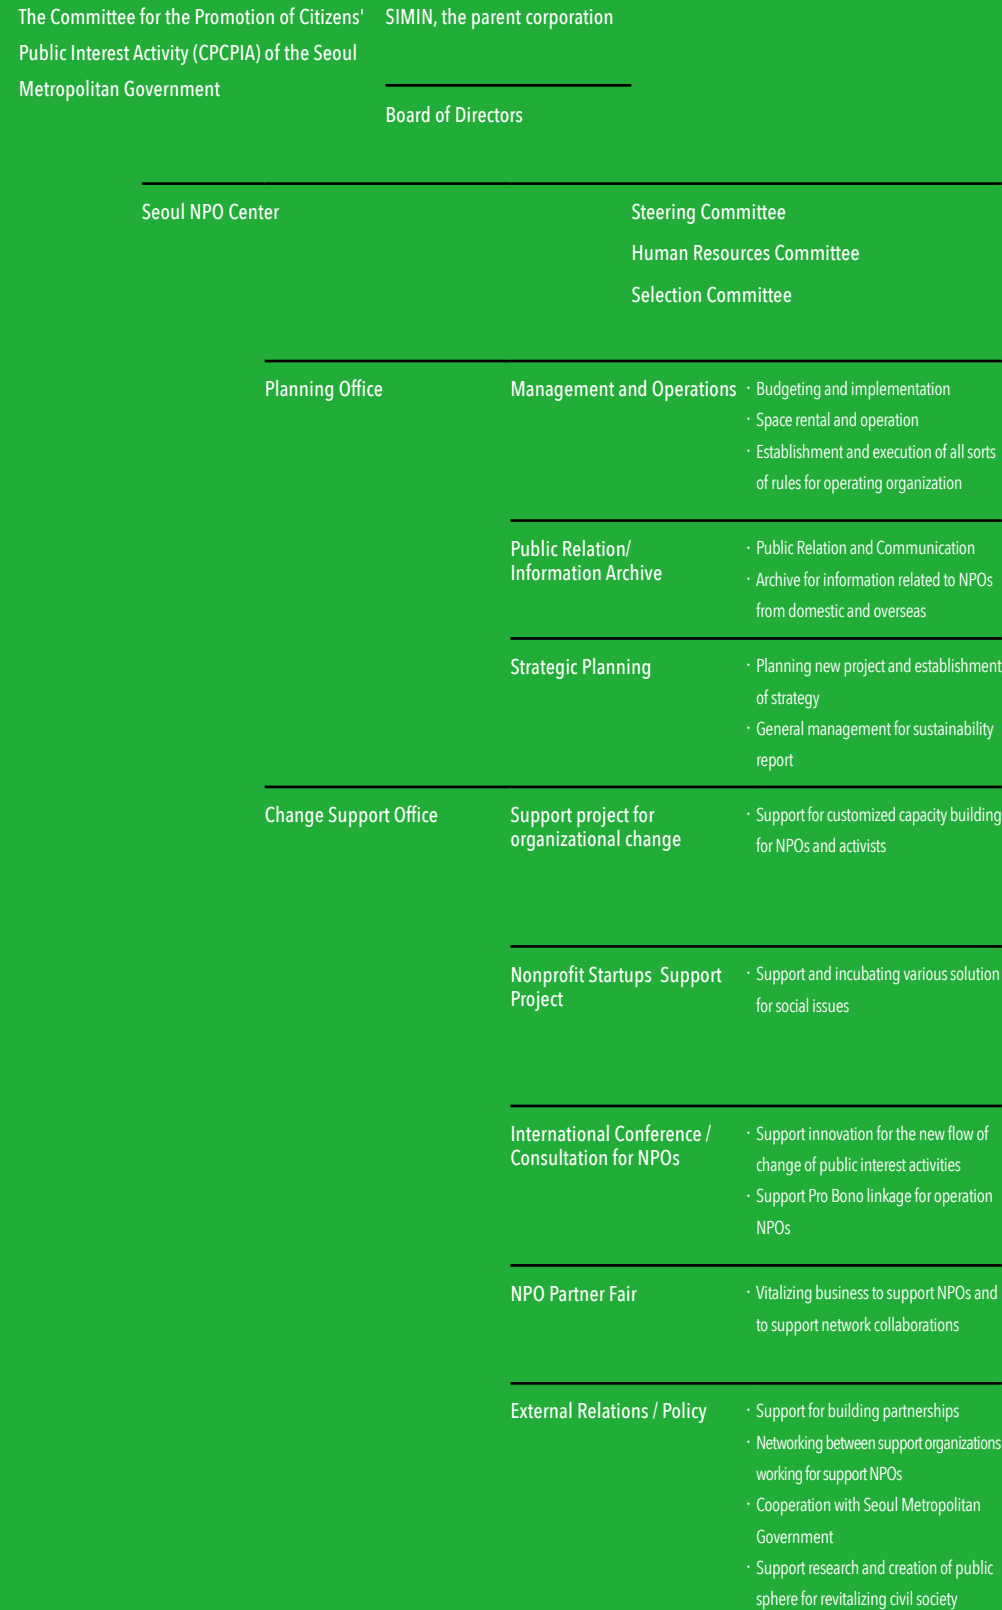 The Committee for the Promotion of Citizens'
Public Interest Activity (CPCPIA) of the Seoul
Metropolitan Government
SIMIN, the parent corporation
Board of Directors
Seoul NPO Center
Steering Committee
Human Resources Committee
Selection Committee
Planning Office
Management and Operations
· Budgeting and implementation
· Space rental and operation
· Establishment and execution of all sorts
of rules for operating organization
Public Relation/
Information Archive
· Public Relation and Communication
· Archive for information related to NPOs
from domestic and overseas
Strategic Planning
· Planning new project and establishment
of strategy
· General management for sustainability
report
Change Support Office
Support project for
organizational change
· Support for customized capacity building
for NPOs and activists
Nonprofit Startups  Support
Project
· Support and incubating various solution
for social issues
International Conference /
Consultation for NPOs
· Support innovation for the new flow of
change of public interest activities
· Support Pro Bono linkage for operation
NPOs
NPO Partner Fair
· Vitalizing business to support NPOs and
to support network collaborations
External Relations / Policy
· Support for building partnerships
· Networking between support organizations
working for support NPOs
· Cooperation with Seoul Metropolitan
Government
· Support research and creation of public
sphere for revitalizing civil society